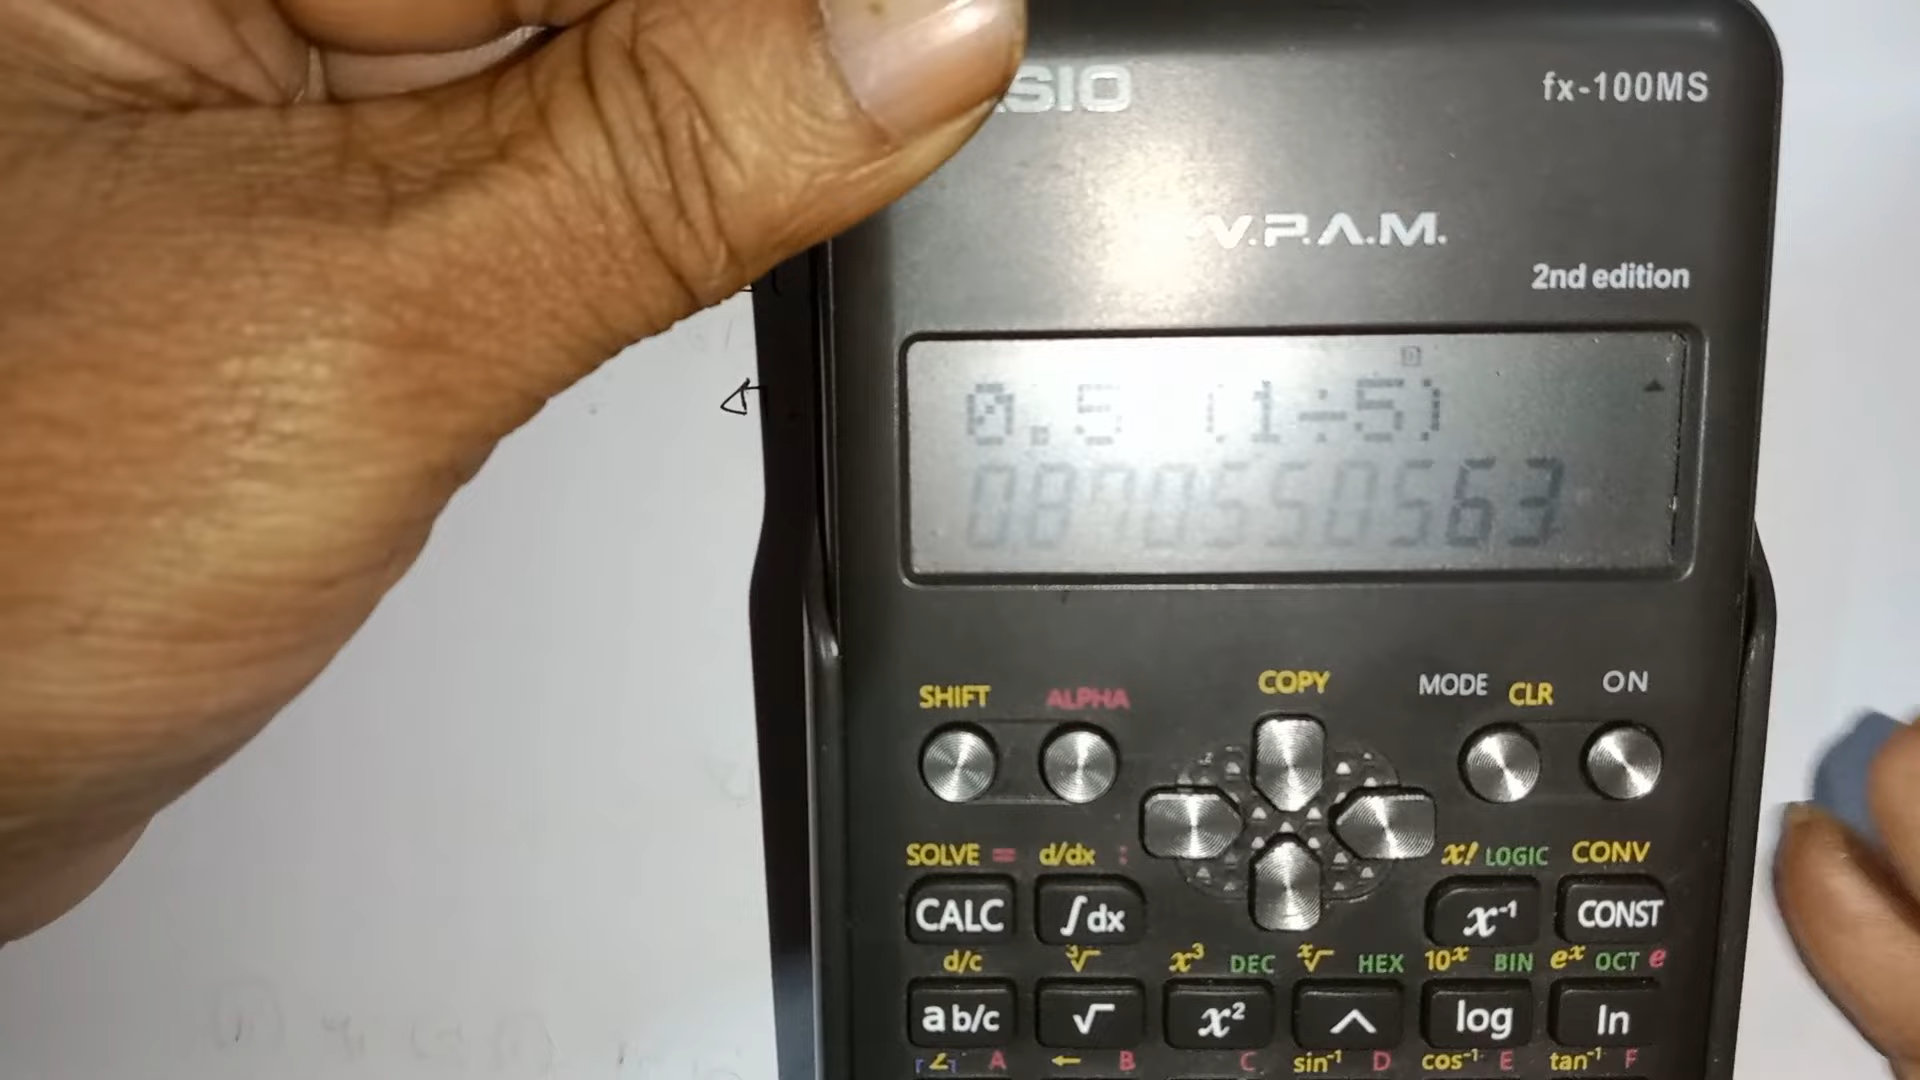 SIO
fx-100MS
V.P.A.M.
2nd edition
D
0.5 (1÷5)
0.870550563
SHIFT ALPHA COPY MODE CLR ON
SOLVE = d/dx : x! LOGIC CONV
CALC ∫dx x⁻¹ CONST
d/c ³√ x³ DEC ˣ√ HEX 10ˣ BIN eˣ OCT e
a b/c √ x² ^ log ln
∠ A ← B C sin⁻¹ D cos⁻¹ E tan⁻¹ F